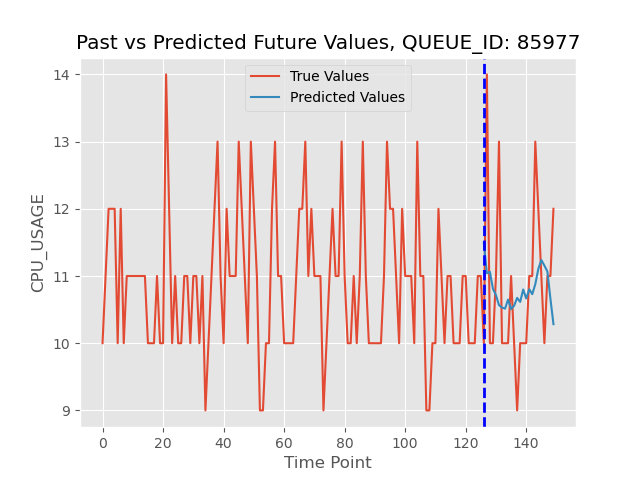 Past vs Predicted Future Values, QUEUE_ID: 85977
True Values
Predicted Values
CPU_USAGE
14
13
12
11
10
9
0 20 40 60 80 100 120 140
Time Point